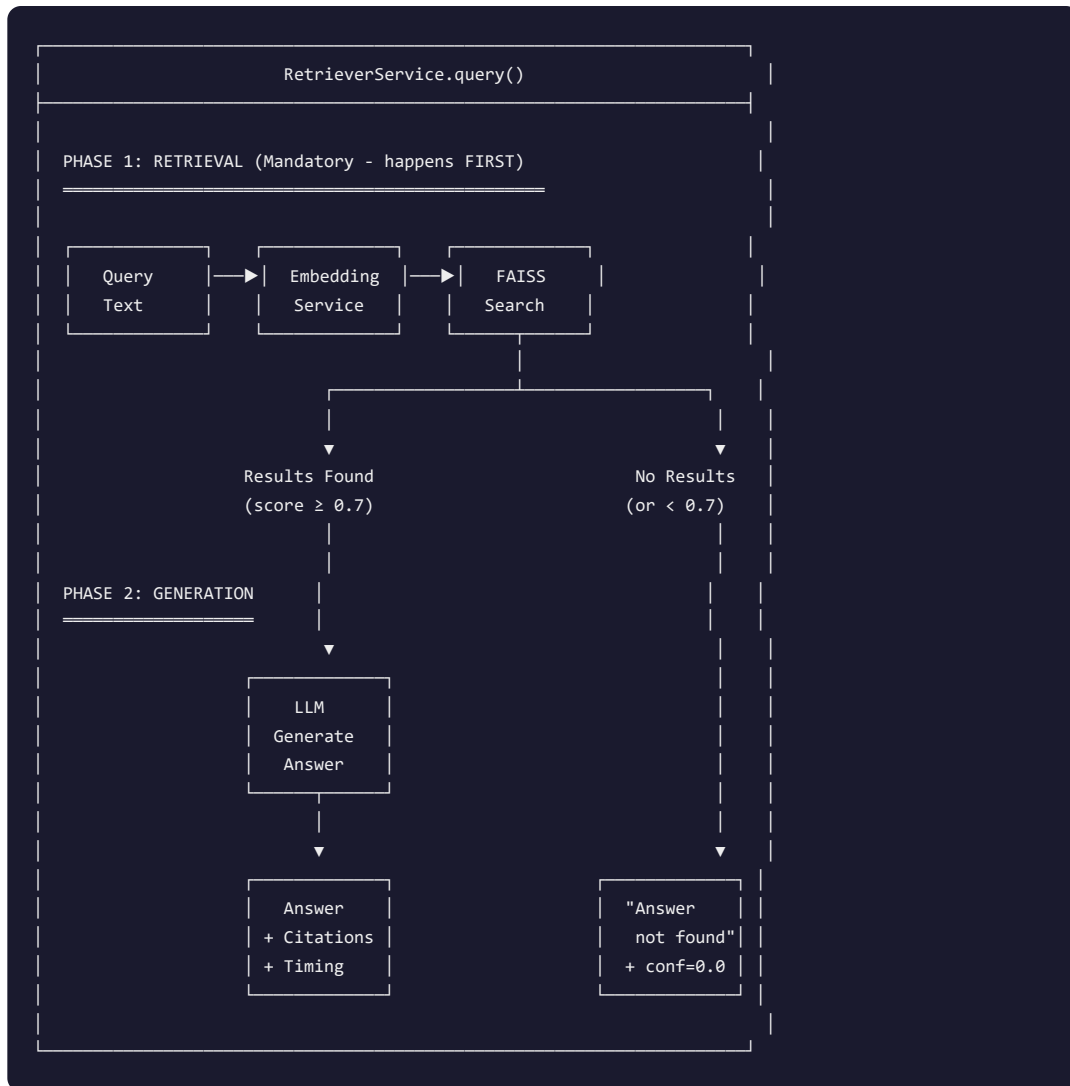 RetrieverService.query()
PHASE 1: RETRIEVAL (Mandatory - happens FIRST)
Query Embedding FAISS
Text Service Search
Results Found No Results
(score ≥ 0.7) (or < 0.7)
PHASE 2: GENERATION
LLM
Generate
Answer
Answer "Answer
+ Citations not found"
+ Timing + conf=0.0